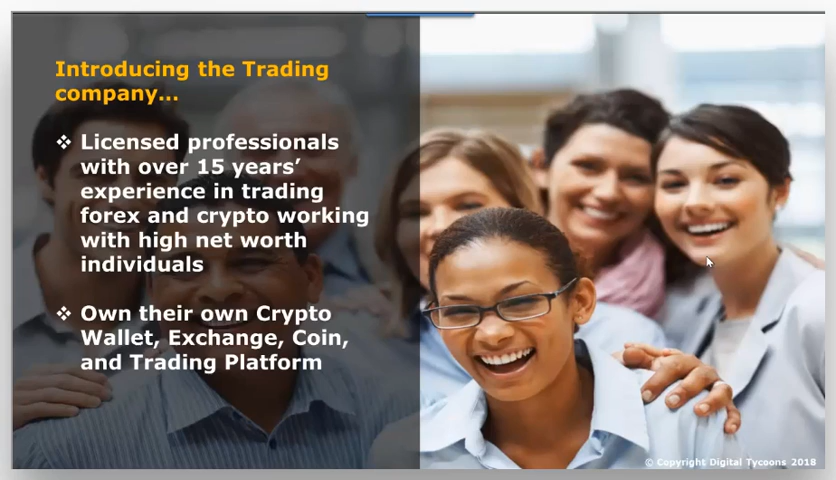 Introducing the Trading
company...
❖ Licensed professionals
with over 15 years’
experience in trading
forex and crypto working
with high net worth
individuals
❖ Own their own Crypto
Wallet, Exchange, Coin,
and Trading Platform
© Copyright Digital Tycoons 2018